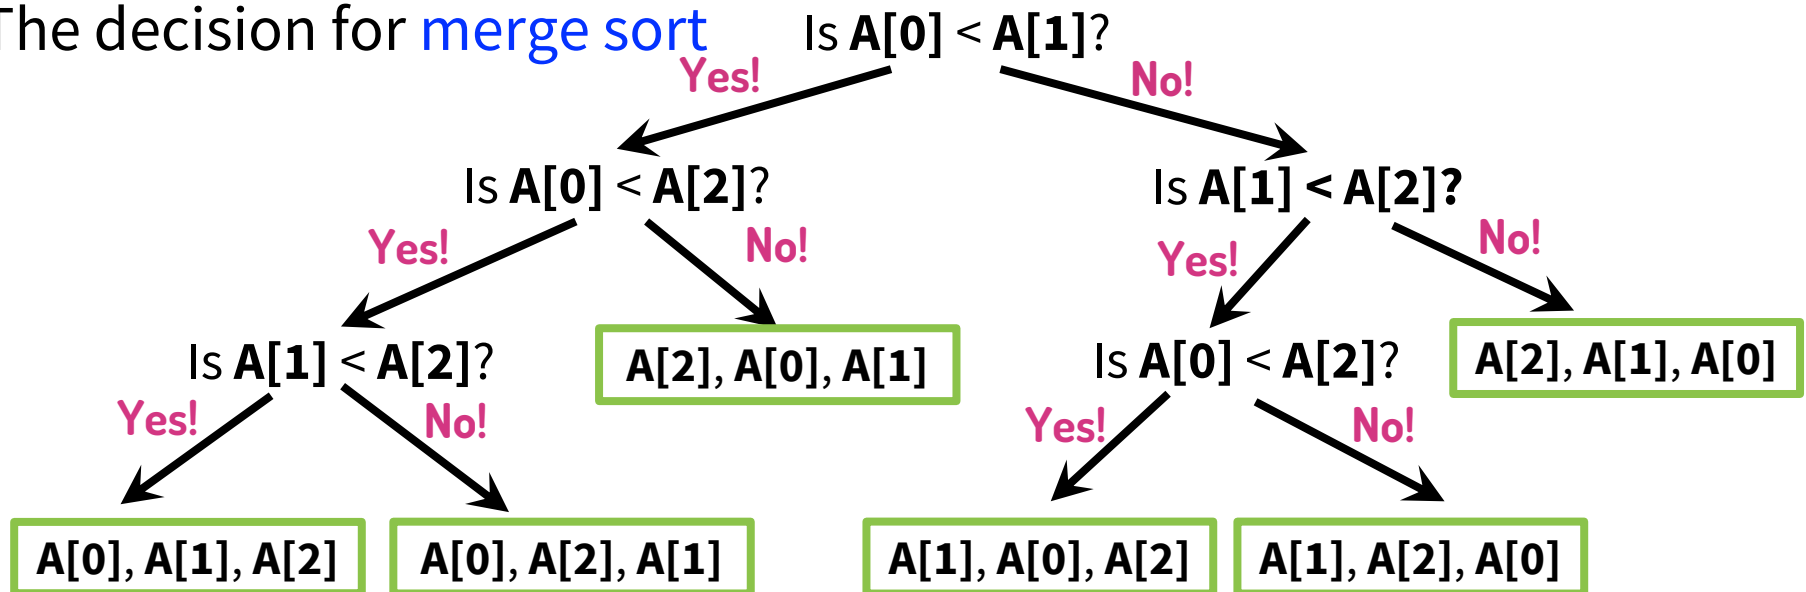 The decision for merge sort
Is A[0] < A[1]?
Yes!
No!
Is A[0] < A[2]?
Is A[1] < A[2]?
Yes!
No!
Yes!
No!
Is A[1] < A[2]?
A[2], A[0], A[1]
Is A[0] < A[2]?
A[2], A[1], A[0]
Yes!
No!
Yes!
No!
A[0], A[1], A[2]
A[0], A[2], A[1]
A[1], A[0], A[2]
A[1], A[2], A[0]